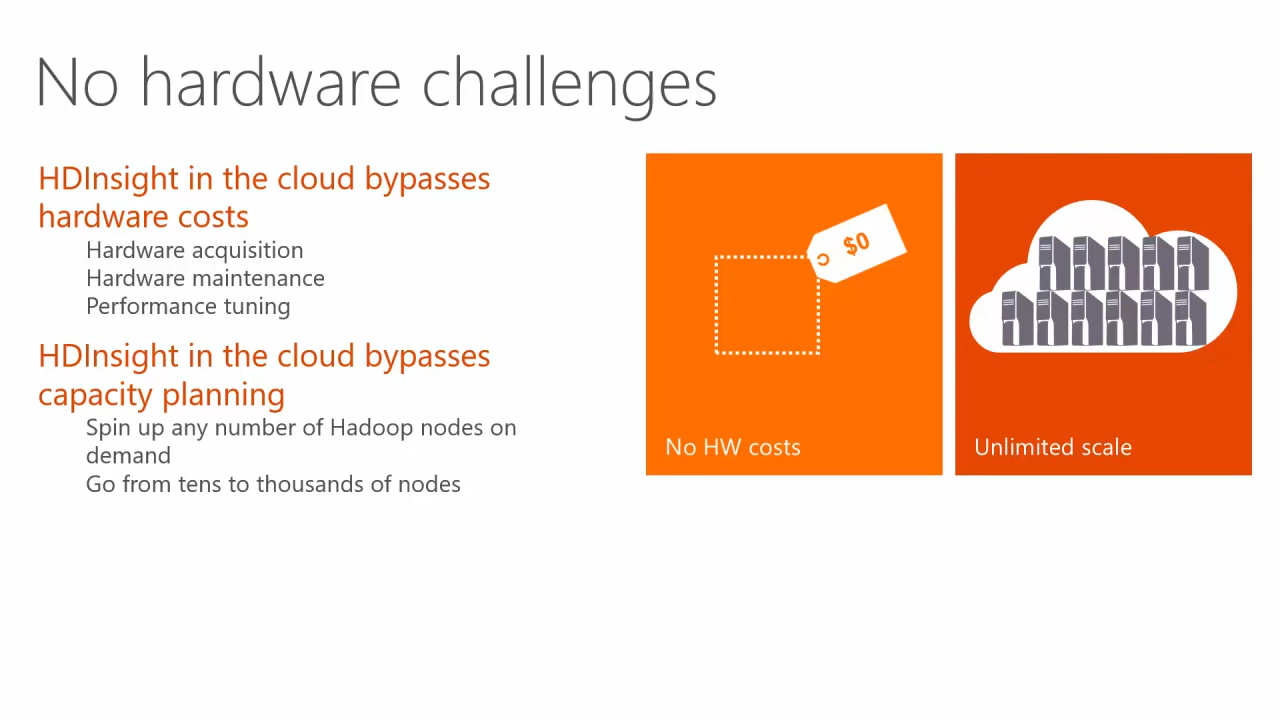 No hardware challenges
HDInsight in the cloud bypasses
hardware costs
Hardware acquisition
Hardware maintenance
Performance tuning
HDInsight in the cloud bypasses
capacity planning
Spin up any number of Hadoop nodes on
demand
Go from tens to thousands of nodes
$0
No HW costs
Unlimited scale